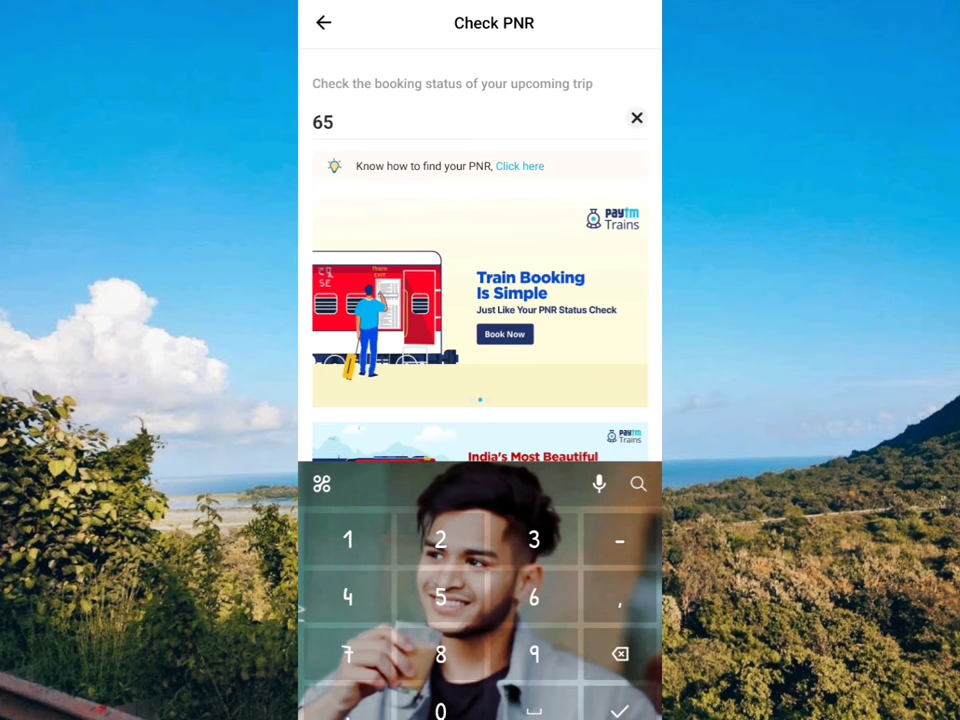 Check PNR
Check the booking status of your upcoming trip
65
Know how to find your PNR, Click here
paytm
Trains
Train Booking
Is Simple
Just Like Your PNR Status Check
Book Now
paytm
Trains
India's Most Beautiful
1 2 3 -
4 5 6 ,
7 8 9
. 0